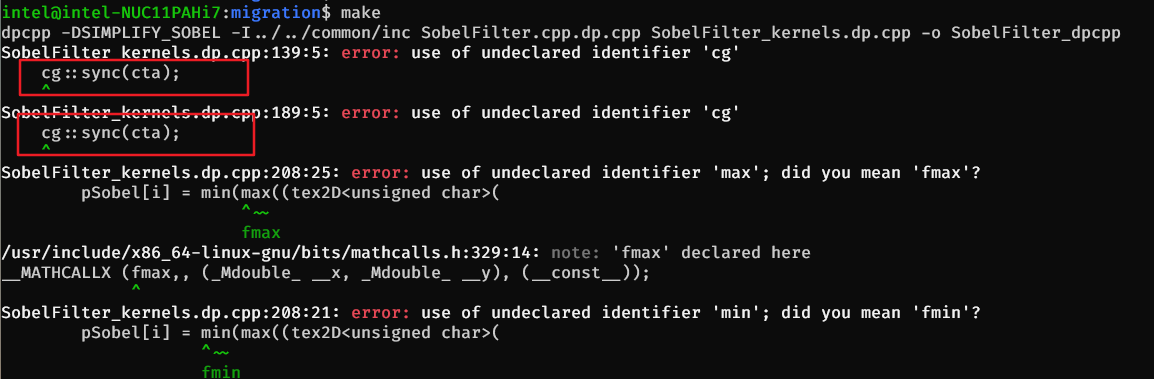 intel@intel-NUC11PAHi7:migration$ make
dpcpp -DSIMPLIFY_SOBEL -I../../common/inc SobelFilter.cpp.dp.cpp SobelFilter_kernels.dp.cpp -o SobelFilter_dpcpp
SobelFilter_kernels.dp.cpp:139:5: error: use of undeclared identifier 'cg'
    cg::sync(cta);
    ^
SobelFilter_kernels.dp.cpp:189:5: error: use of undeclared identifier 'cg'
    cg::sync(cta);
    ^
SobelFilter_kernels.dp.cpp:208:25: error: use of undeclared identifier 'max'; did you mean 'fmax'?
        pSobel[i] = min(max((tex2D<unsigned char>(
                        ^~~
                        fmax
/usr/include/x86_64-linux-gnu/bits/mathcalls.h:329:14: note: 'fmax' declared here
__MATHCALLX (fmax,, (_Mdouble_ __x, _Mdouble_ __y), (__const__));
             ^
SobelFilter_kernels.dp.cpp:208:21: error: use of undeclared identifier 'min'; did you mean 'fmin'?
        pSobel[i] = min(max((tex2D<unsigned char>(
                    ^~~
                    fmin